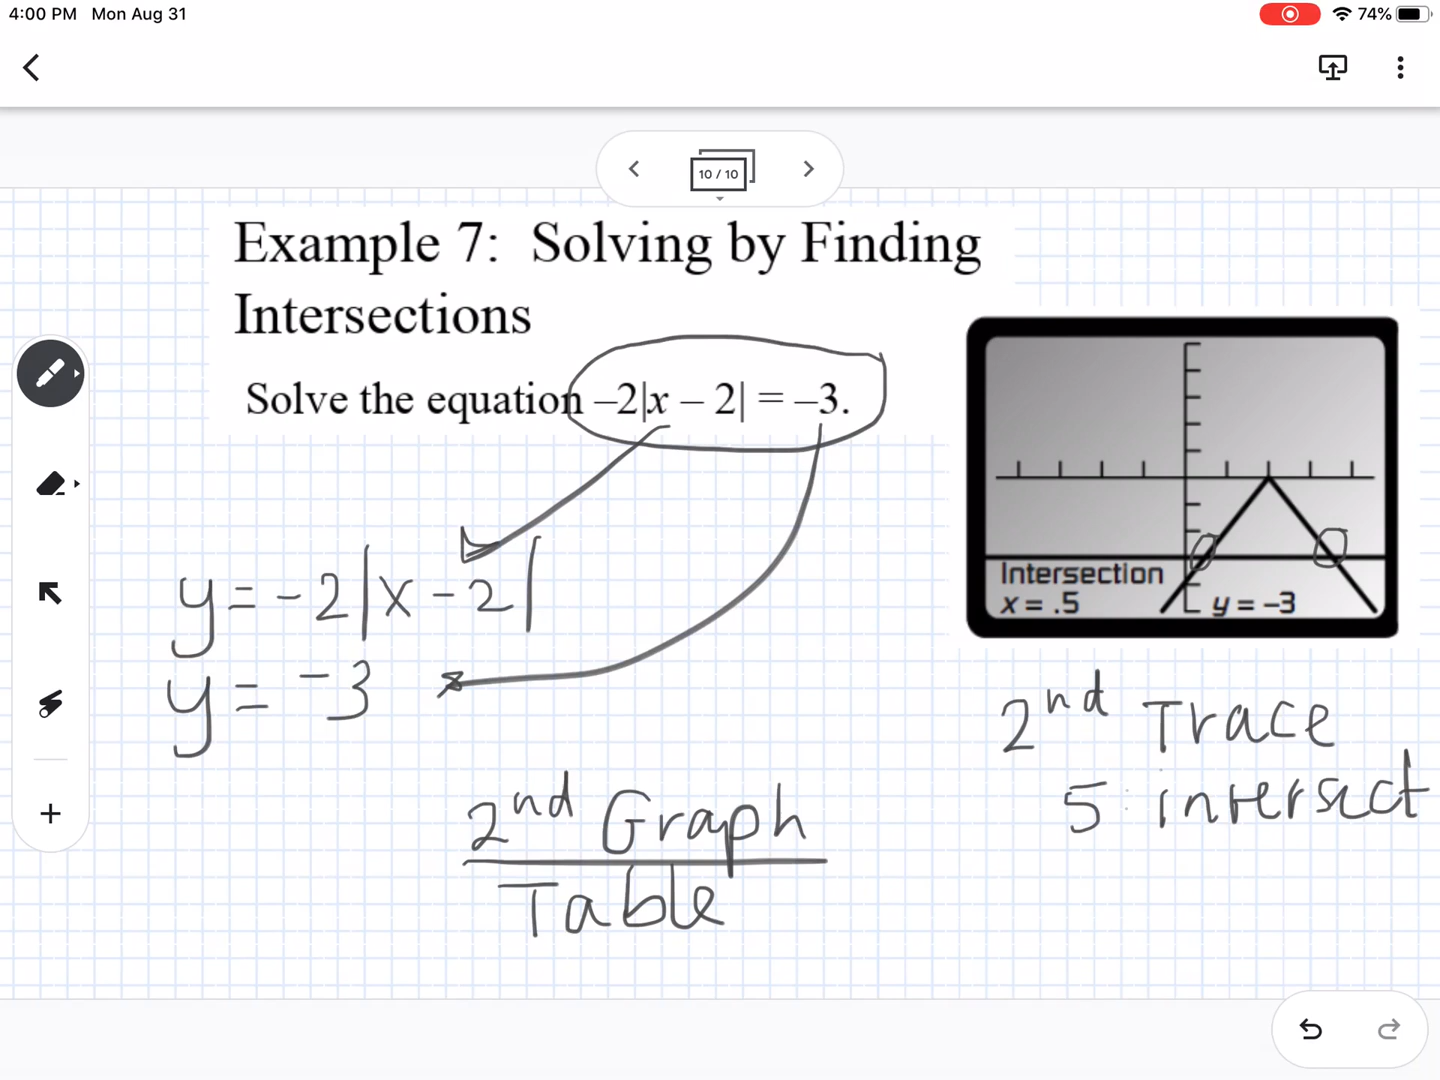 4:00 PM Mon Aug 31
74%
10 / 10
Example 7: Solving by Finding
Intersections
Solve the equation –2|x – 2| = –3.
y = -2|x - 2|
y = -3
Intersection
x = .5 y = –3
2nd Trace
5: intersect
2nd Graph
Table